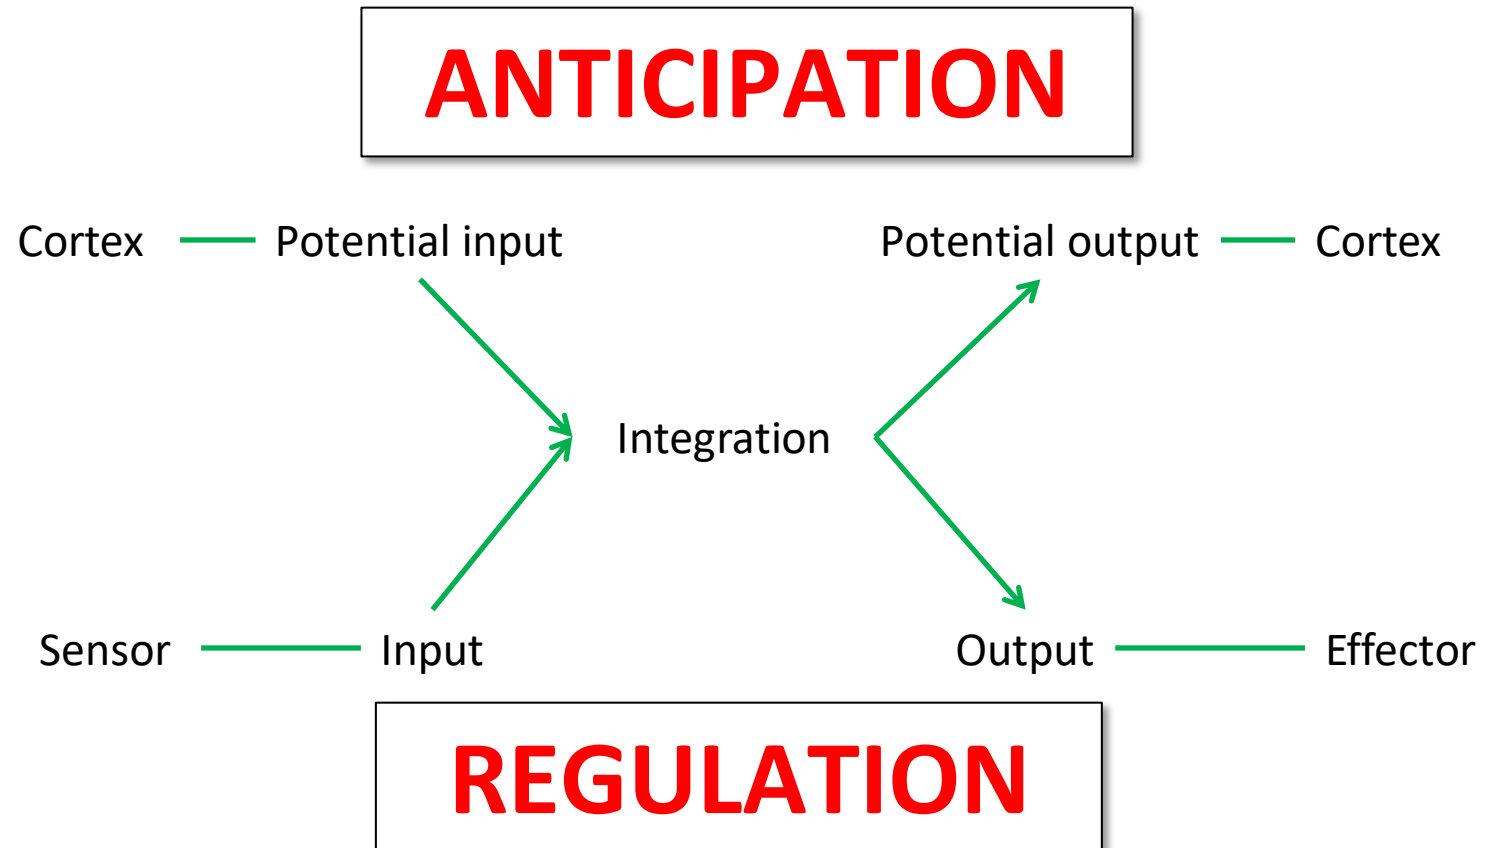 ANTICIPATION
Cortex Potential input Potential output Cortex
Integration
Sensor Input Output Effector
REGULATION